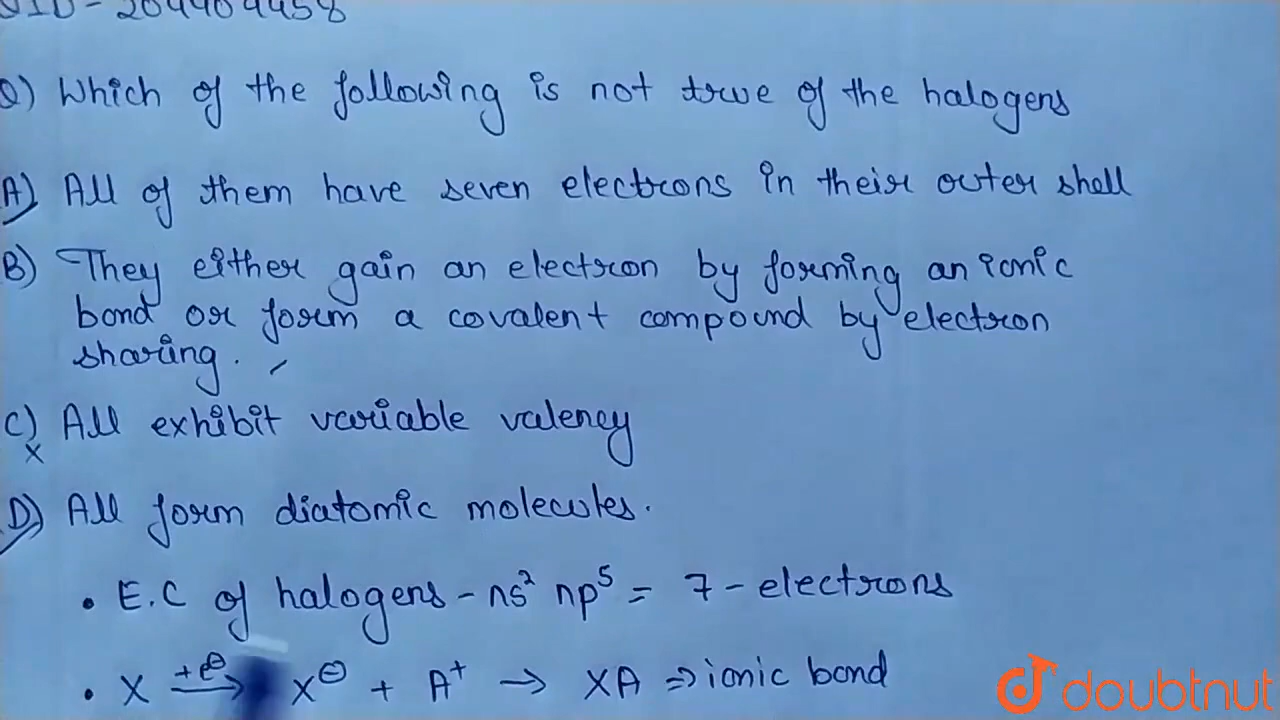 QID - 204464458
Q) Which of the following is not true of the halogens
A) All of them have seven electrons in their outer shell
B) They either gain an electron by forming an ionic
bond or form a covalent compound by electron
sharing.
C) All exhibit variable valency
x
D) All form diatomic molecules.
• E.C of halogens - ns² np⁵ = 7 - electrons
• X +e⊖ → X⊖ + A⁺ → XA ⇒ ionic bond
doubtnut